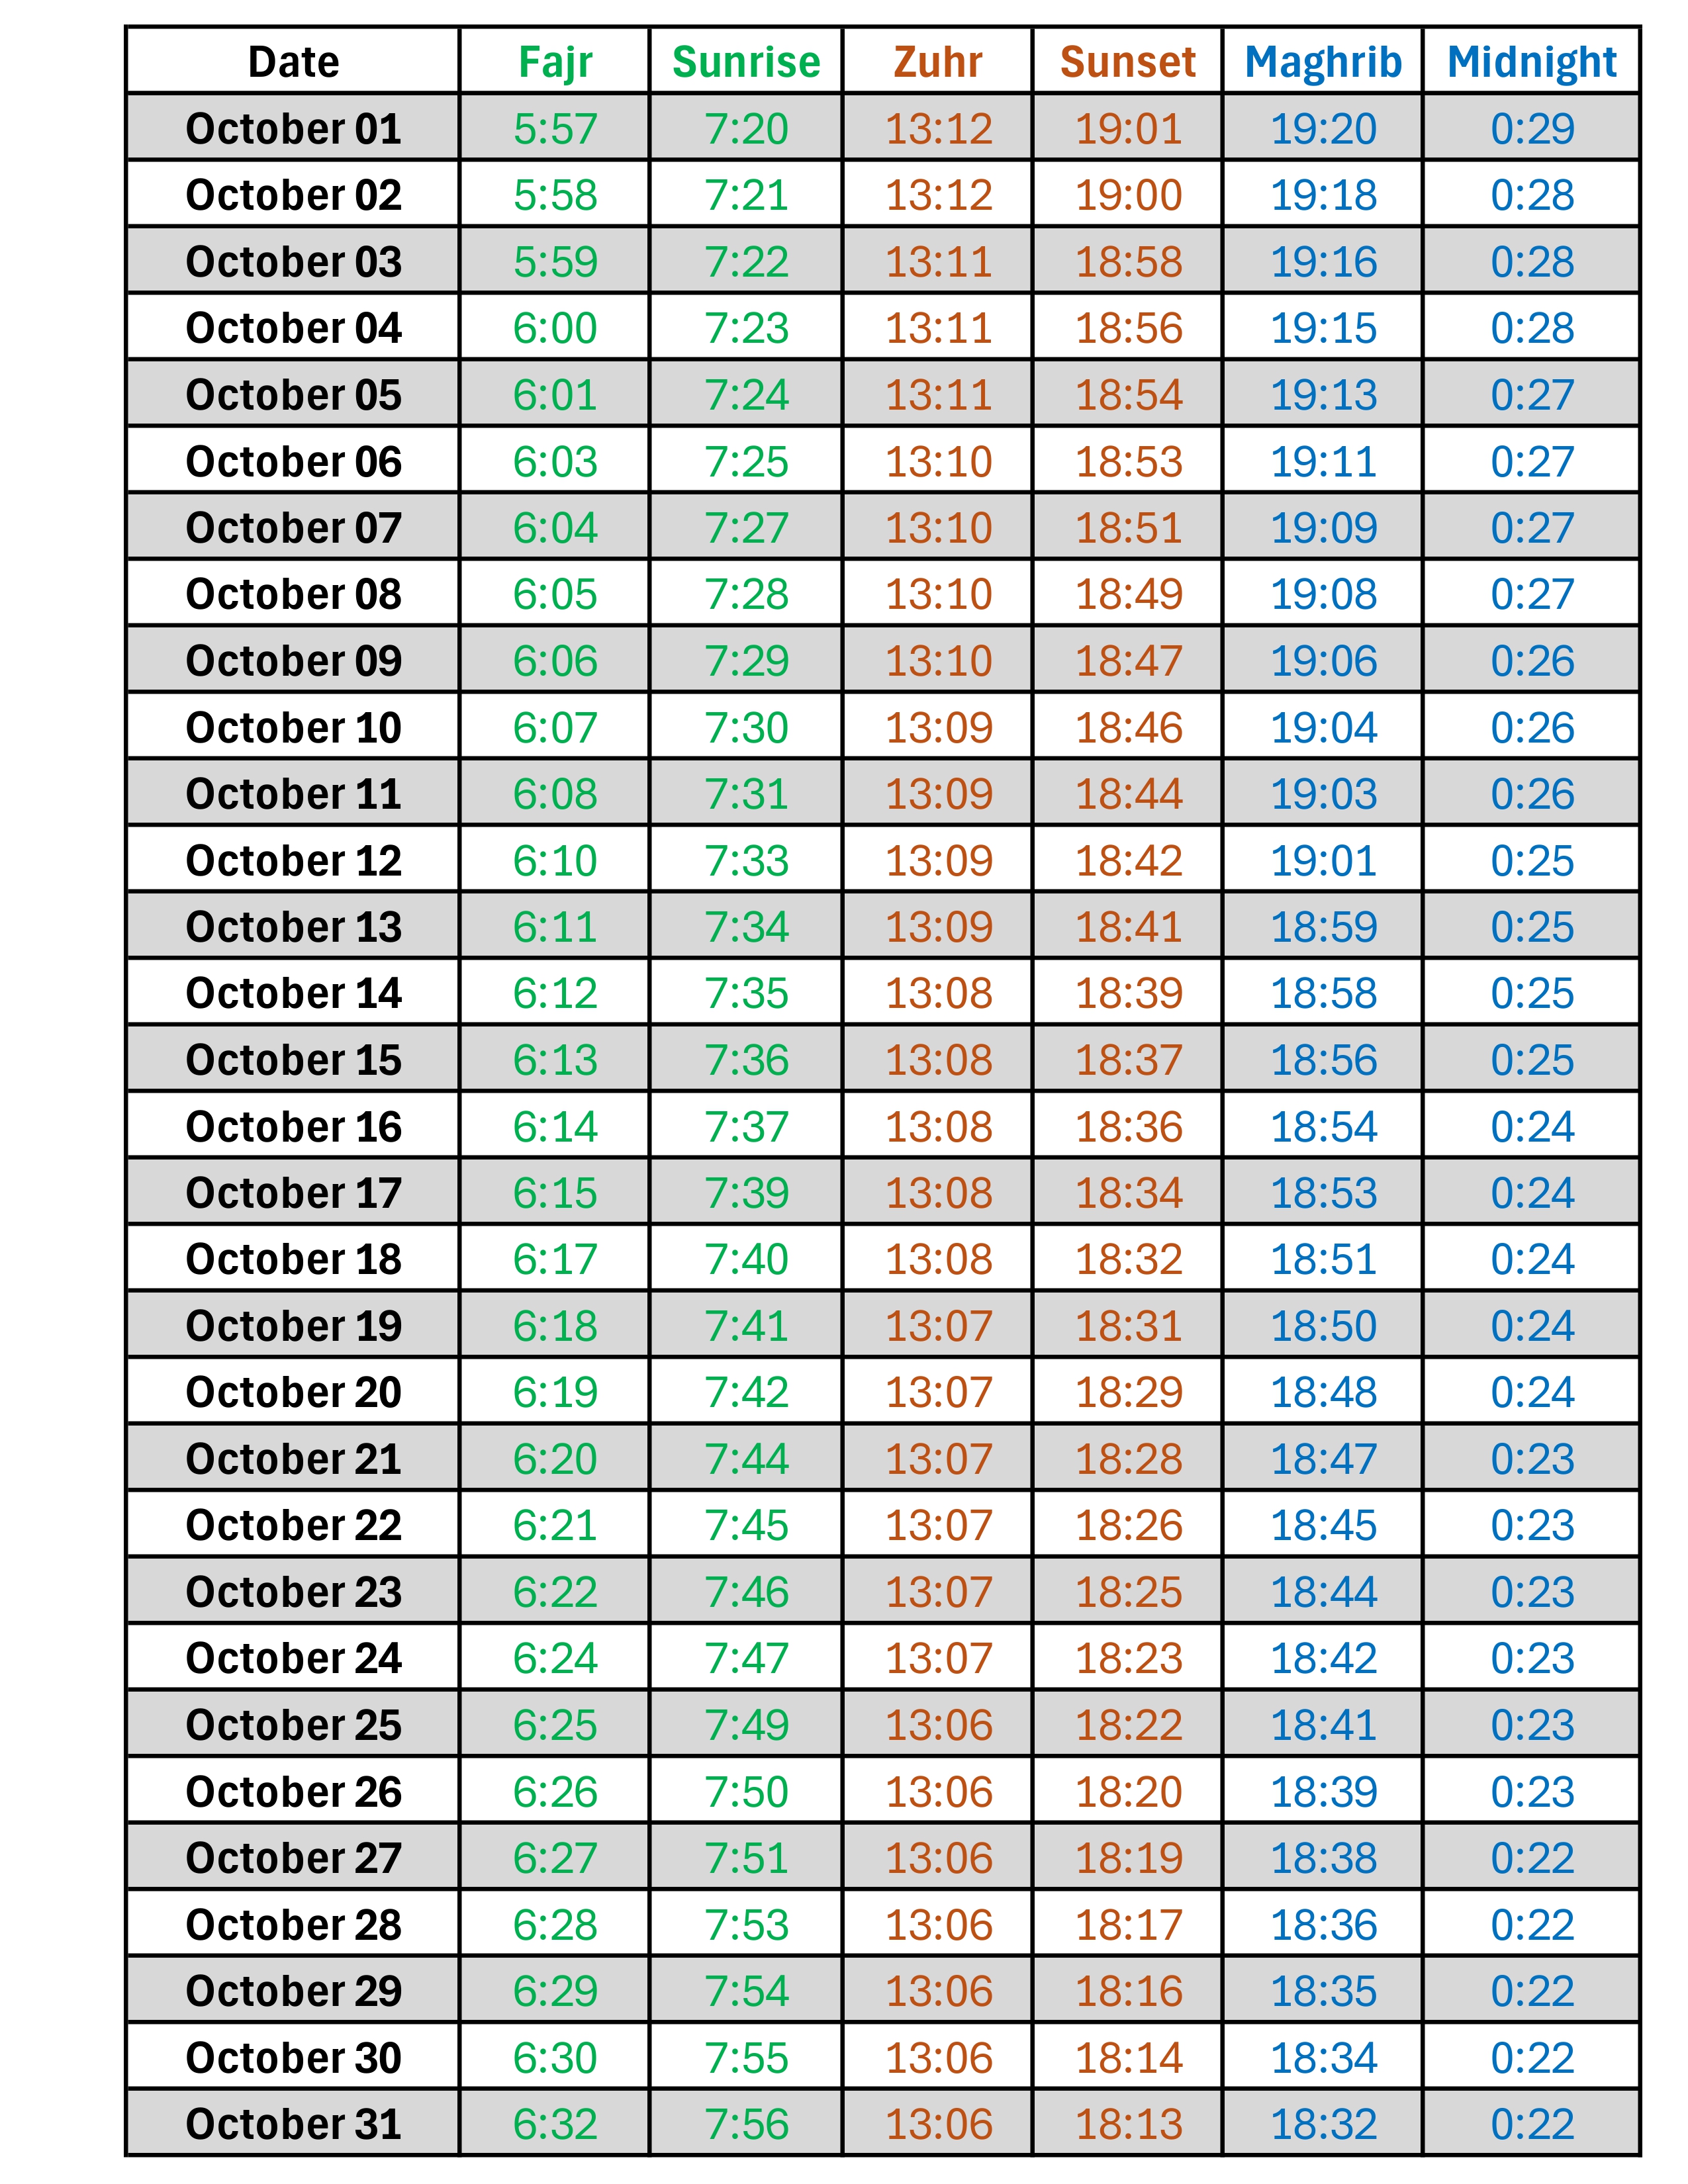 Date Fajr Sunrise Zuhr Sunset Maghrib Midnight
October 01 5:57 7:20 13:12 19:01 19:20 0:29
October 02 5:58 7:21 13:12 19:00 19:18 0:28
October 03 5:59 7:22 13:11 18:58 19:16 0:28
October 04 6:00 7:23 13:11 18:56 19:15 0:28
October 05 6:01 7:24 13:11 18:54 19:13 0:27
October 06 6:03 7:25 13:10 18:53 19:11 0:27
October 07 6:04 7:27 13:10 18:51 19:09 0:27
October 08 6:05 7:28 13:10 18:49 19:08 0:27
October 09 6:06 7:29 13:10 18:47 19:06 0:26
October 10 6:07 7:30 13:09 18:46 19:04 0:26
October 11 6:08 7:31 13:09 18:44 19:03 0:26
October 12 6:10 7:33 13:09 18:42 19:01 0:25
October 13 6:11 7:34 13:09 18:41 18:59 0:25
October 14 6:12 7:35 13:08 18:39 18:58 0:25
October 15 6:13 7:36 13:08 18:37 18:56 0:25
October 16 6:14 7:37 13:08 18:36 18:54 0:24
October 17 6:15 7:39 13:08 18:34 18:53 0:24
October 18 6:17 7:40 13:08 18:32 18:51 0:24
October 19 6:18 7:41 13:07 18:31 18:50 0:24
October 20 6:19 7:42 13:07 18:29 18:48 0:24
October 21 6:20 7:44 13:07 18:28 18:47 0:23
October 22 6:21 7:45 13:07 18:26 18:45 0:23
October 23 6:22 7:46 13:07 18:25 18:44 0:23
October 24 6:24 7:47 13:07 18:23 18:42 0:23
October 25 6:25 7:49 13:06 18:22 18:41 0:23
October 26 6:26 7:50 13:06 18:20 18:39 0:23
October 27 6:27 7:51 13:06 18:19 18:38 0:22
October 28 6:28 7:53 13:06 18:17 18:36 0:22
October 29 6:29 7:54 13:06 18:16 18:35 0:22
October 30 6:30 7:55 13:06 18:14 18:34 0:22
October 31 6:32 7:56 13:06 18:13 18:32 0:22